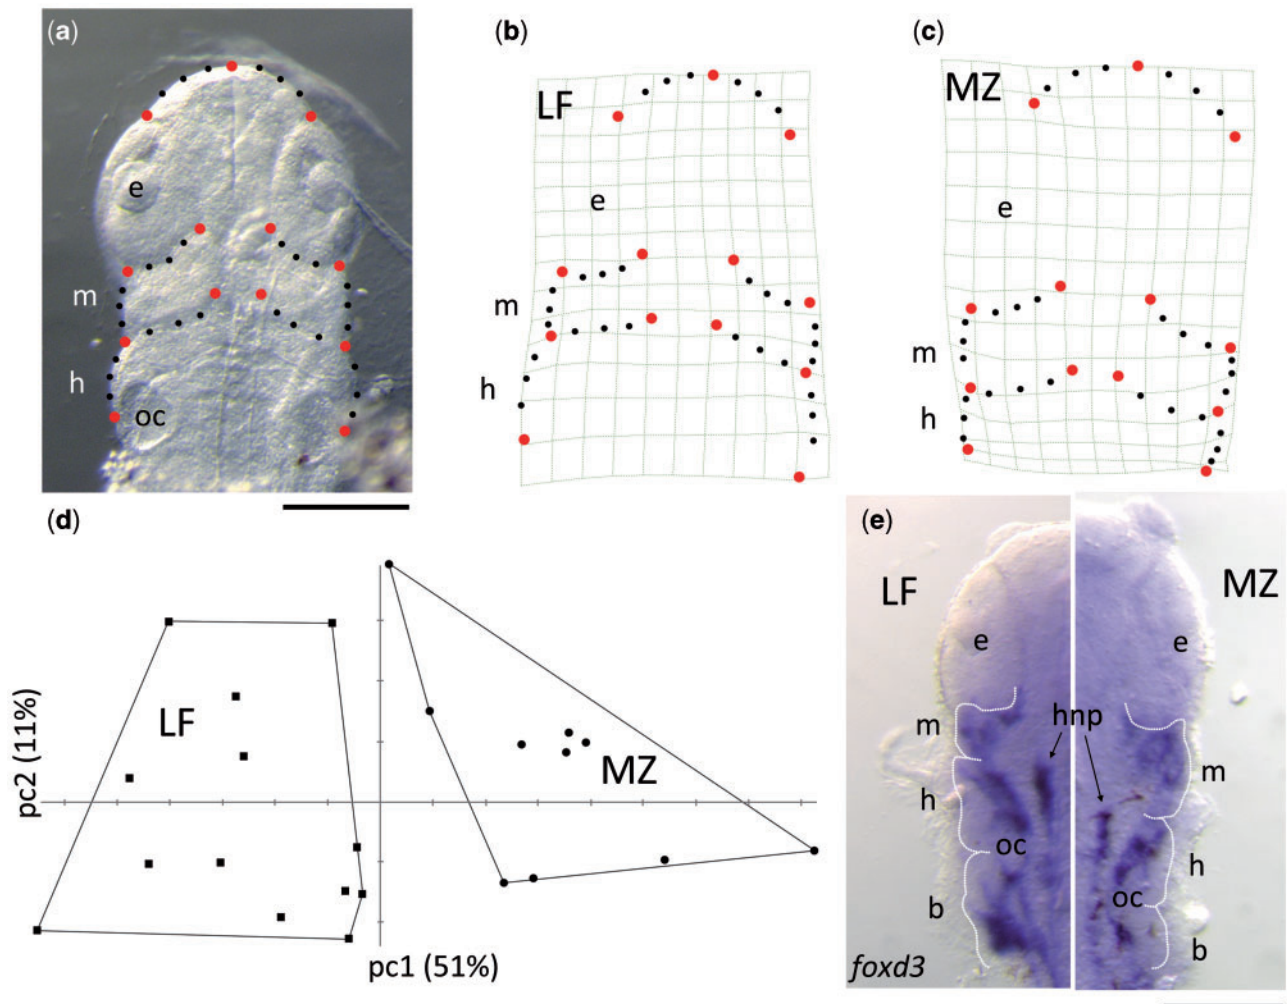 (a)
e
m
h
oc
(b)
LF
e
m
h
(c)
MZ
e
m
h
(d)
LF
MZ
pc2 (11%)
pc1 (51%)
(e)
LF
MZ
e
e
hnp
m
m
h
h
oc
oc
b
b
foxd3